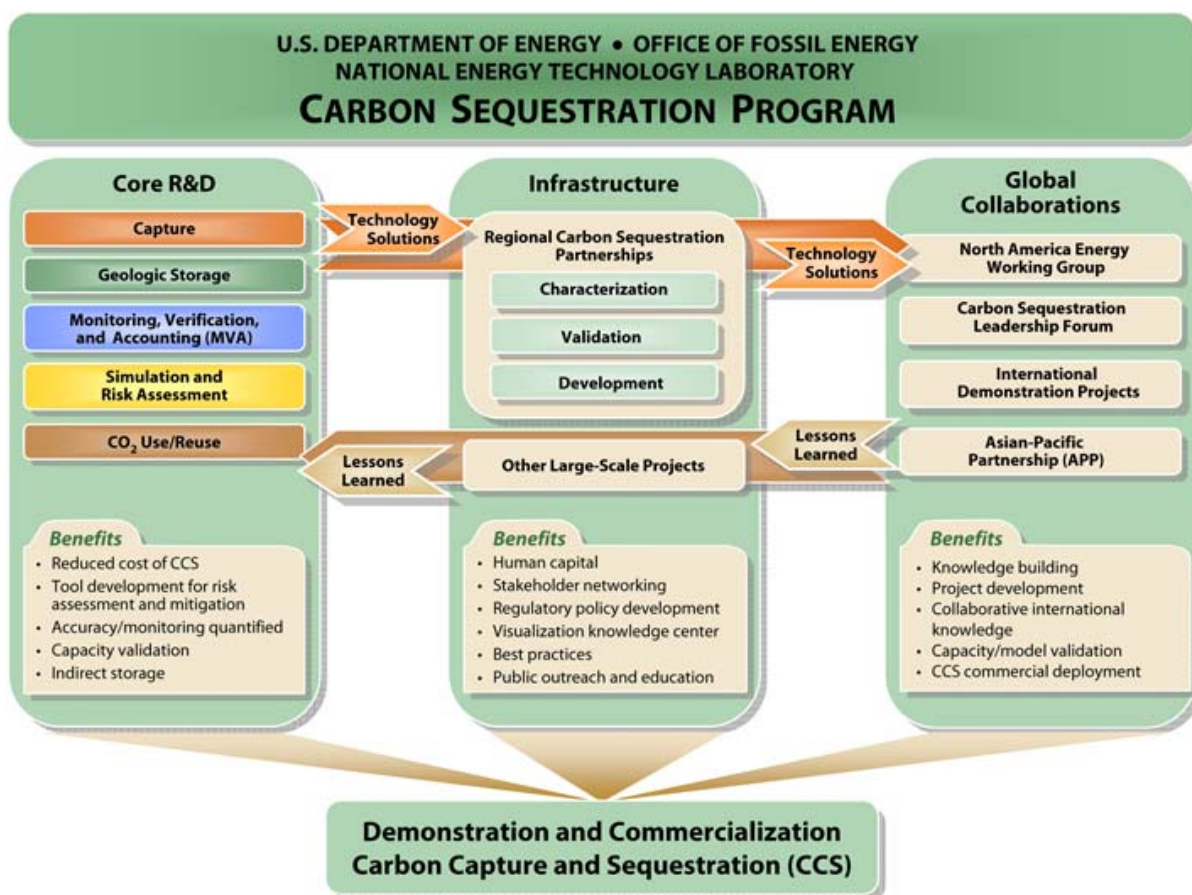 U.S. DEPARTMENT OF ENERGY • OFFICE OF FOSSIL ENERGY
NATIONAL ENERGY TECHNOLOGY LABORATORY
CARBON SEQUESTRATION PROGRAM
Core R&D
Capture
Geologic Storage
Monitoring, Verification,
and Accounting (MVA)
Simulation and
Risk Assessment
CO₂ Use/Reuse
Benefits
• Reduced cost of CCS
• Tool development for risk
assessment and mitigation
• Accuracy/monitoring quantified
• Capacity validation
• Indirect storage
Technology
Solutions
Lessons
Learned
Infrastructure
Regional Carbon Sequestration
Partnerships
Characterization
Validation
Development
Other Large-Scale Projects
Benefits
• Human capital
• Stakeholder networking
• Regulatory policy development
• Visualization knowledge center
• Best practices
• Public outreach and education
Technology
Solutions
Lessons
Learned
Global
Collaborations
North America Energy
Working Group
Carbon Sequestration
Leadership Forum
International
Demonstration Projects
Asian-Pacific
Partnership (APP)
Benefits
• Knowledge building
• Project development
• Collaborative international
knowledge
• Capacity/model validation
• CCS commercial deployment
Demonstration and Commercialization
Carbon Capture and Sequestration (CCS)